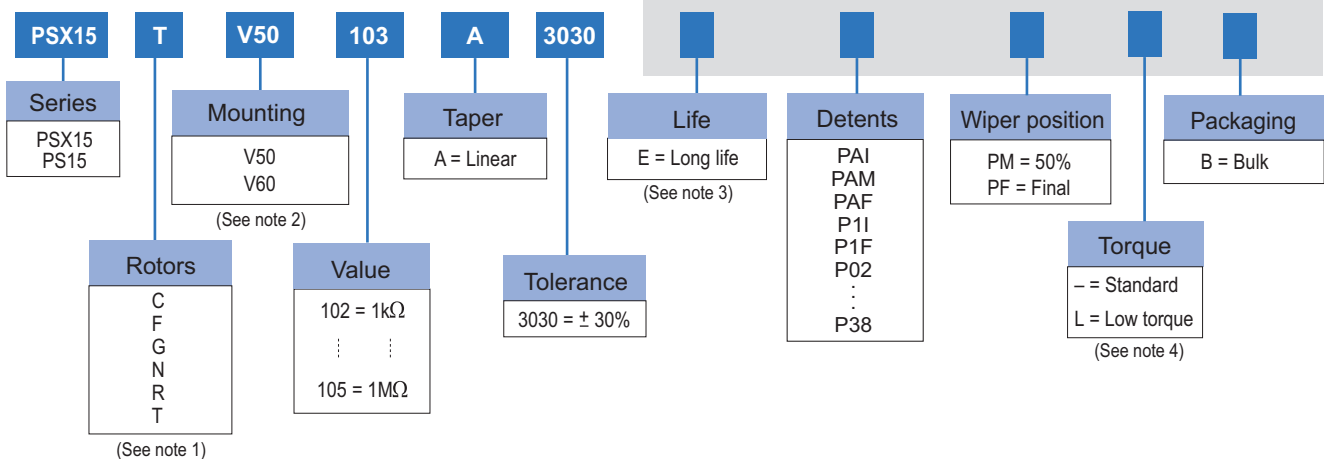 PSX15 T V50 103 A 3030
Series
PSX15
PS15
Mounting
V50
V60
(See note 2)
Taper
A = Linear
Life
E = Long life
(See note 3)
Detents
PAI
PAM
PAF
P1I
P1F
P02
:
:
P38
Wiper position
PM = 50%
PF = Final
Packaging
B = Bulk
Rotors
C
F
G
N
R
T
(See note 1)
Value
102 = 1kΩ
105 = 1MΩ
Tolerance
3030 = ± 30%
Torque
– = Standard
L = Low torque
(See note 4)